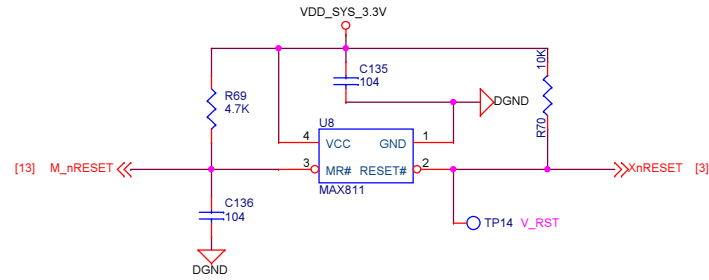 VDD_SYS_3.3V
C135
104
10K
R69
4.7K
DGND
R70
U8
4 VCC GND 1
[13] M_nRESET 3 MR# RESET# 2 XnRESET [3]
MAX811
C136
104
TP14 V_RST
DGND